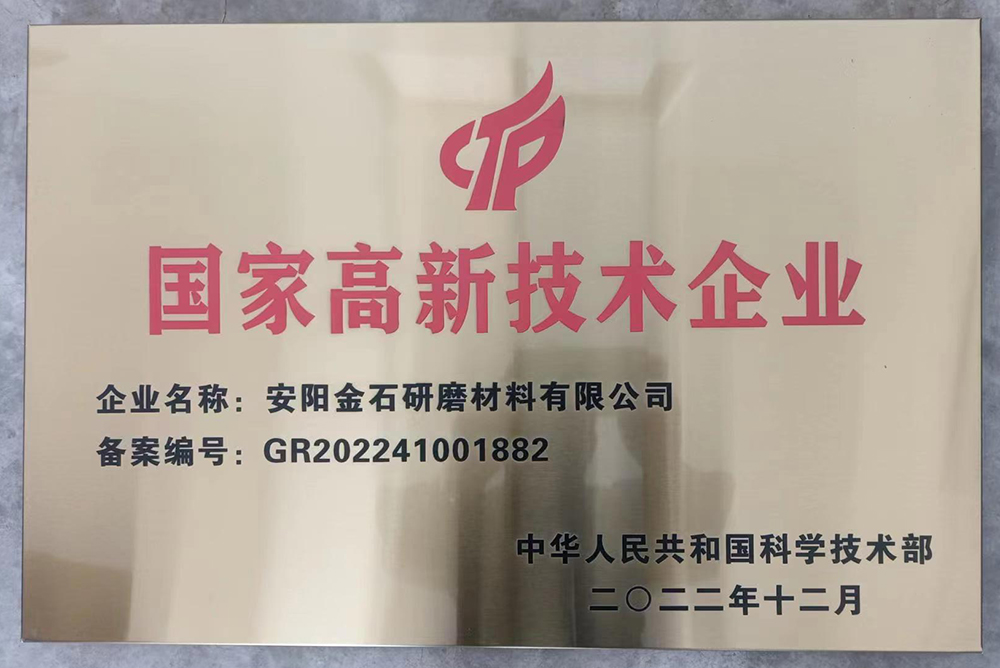 CTP
国家高新技术企业
企业名称：安阳金石研磨材料有限公司
备案编号：GR202241001882
中华人民共和国科学技术部
二〇二二年十二月